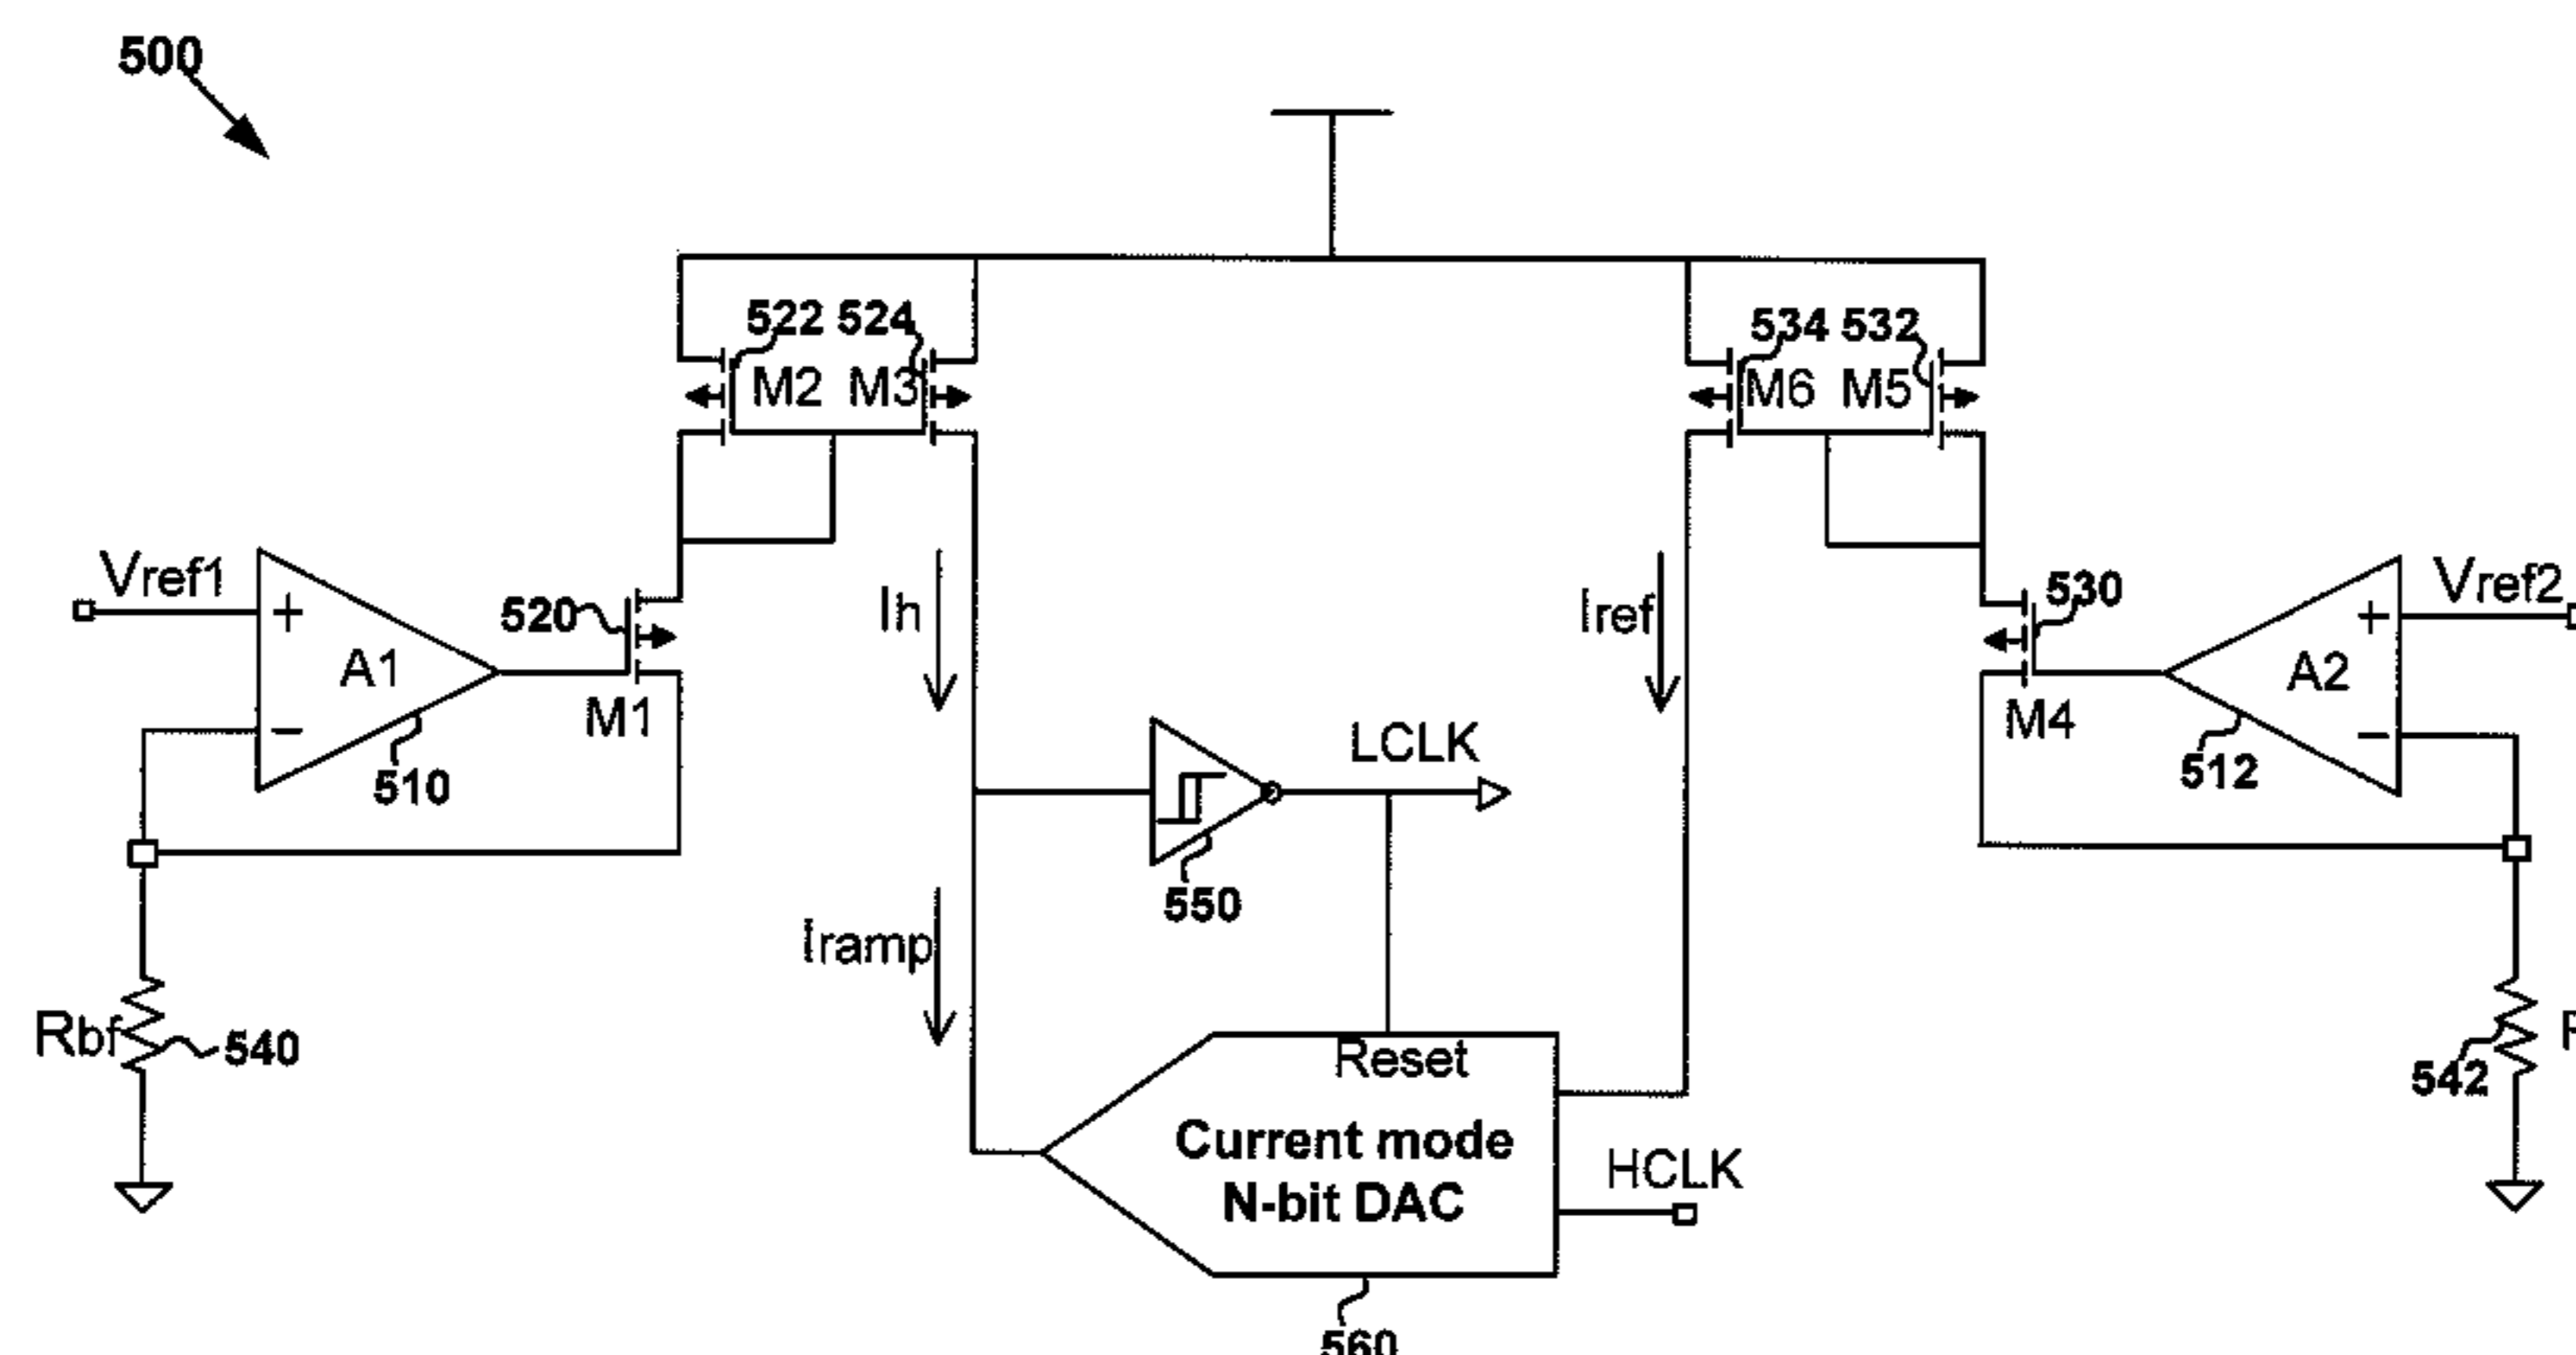 500
522 524
M2 M3
534 532
M6 M5
Vref1
+
A1
−
510
520
M1
Ih
Iref
530
M4
Vref2
+
A2
−
512
LCLK
550
Iramp
Rbf
540
Reset
Current mode
N-bit DAC
HCLK
542
560